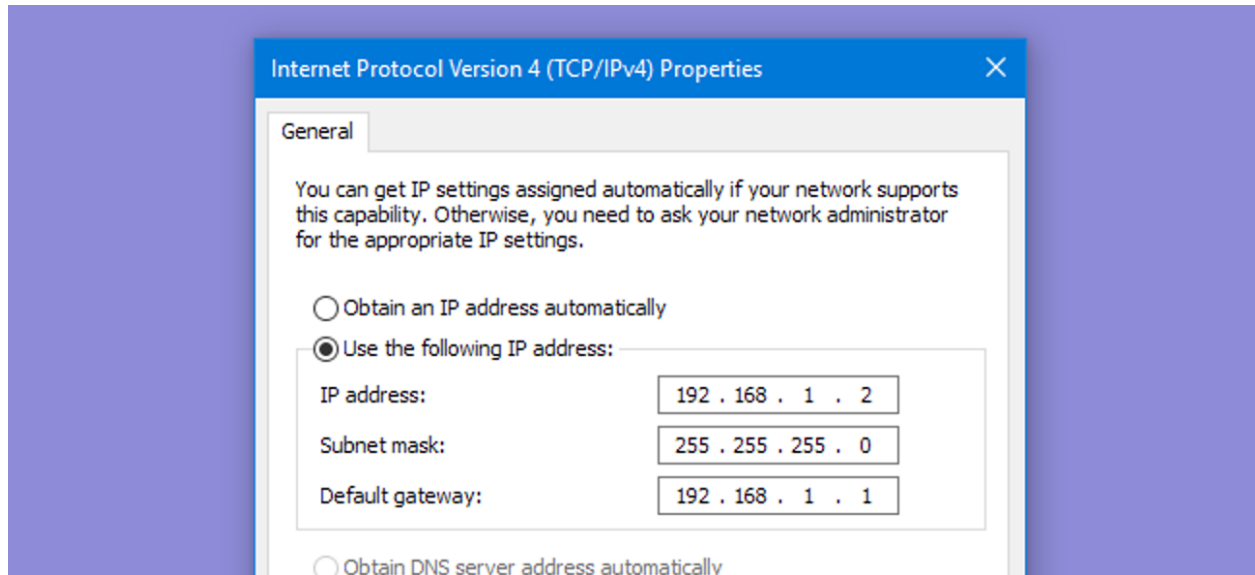 Internet Protocol Version 4 (TCP/IPv4) Properties
General
You can get IP settings assigned automatically if your network supports
this capability. Otherwise, you need to ask your network administrator
for the appropriate IP settings.
Obtain an IP address automatically
Use the following IP address:
IP address: 192 . 168 . 1 . 2
Subnet mask: 255 . 255 . 255 . 0
Default gateway: 192 . 168 . 1 . 1
Obtain DNS server address automatically